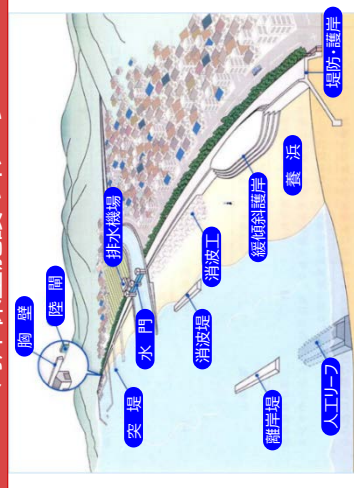 胸 壁
陸 閘
排水機場
突 堤
水 門
消波堤
消波工
離岸堤
緩傾斜護岸
養 浜
人工リーフ
堤防・護岸